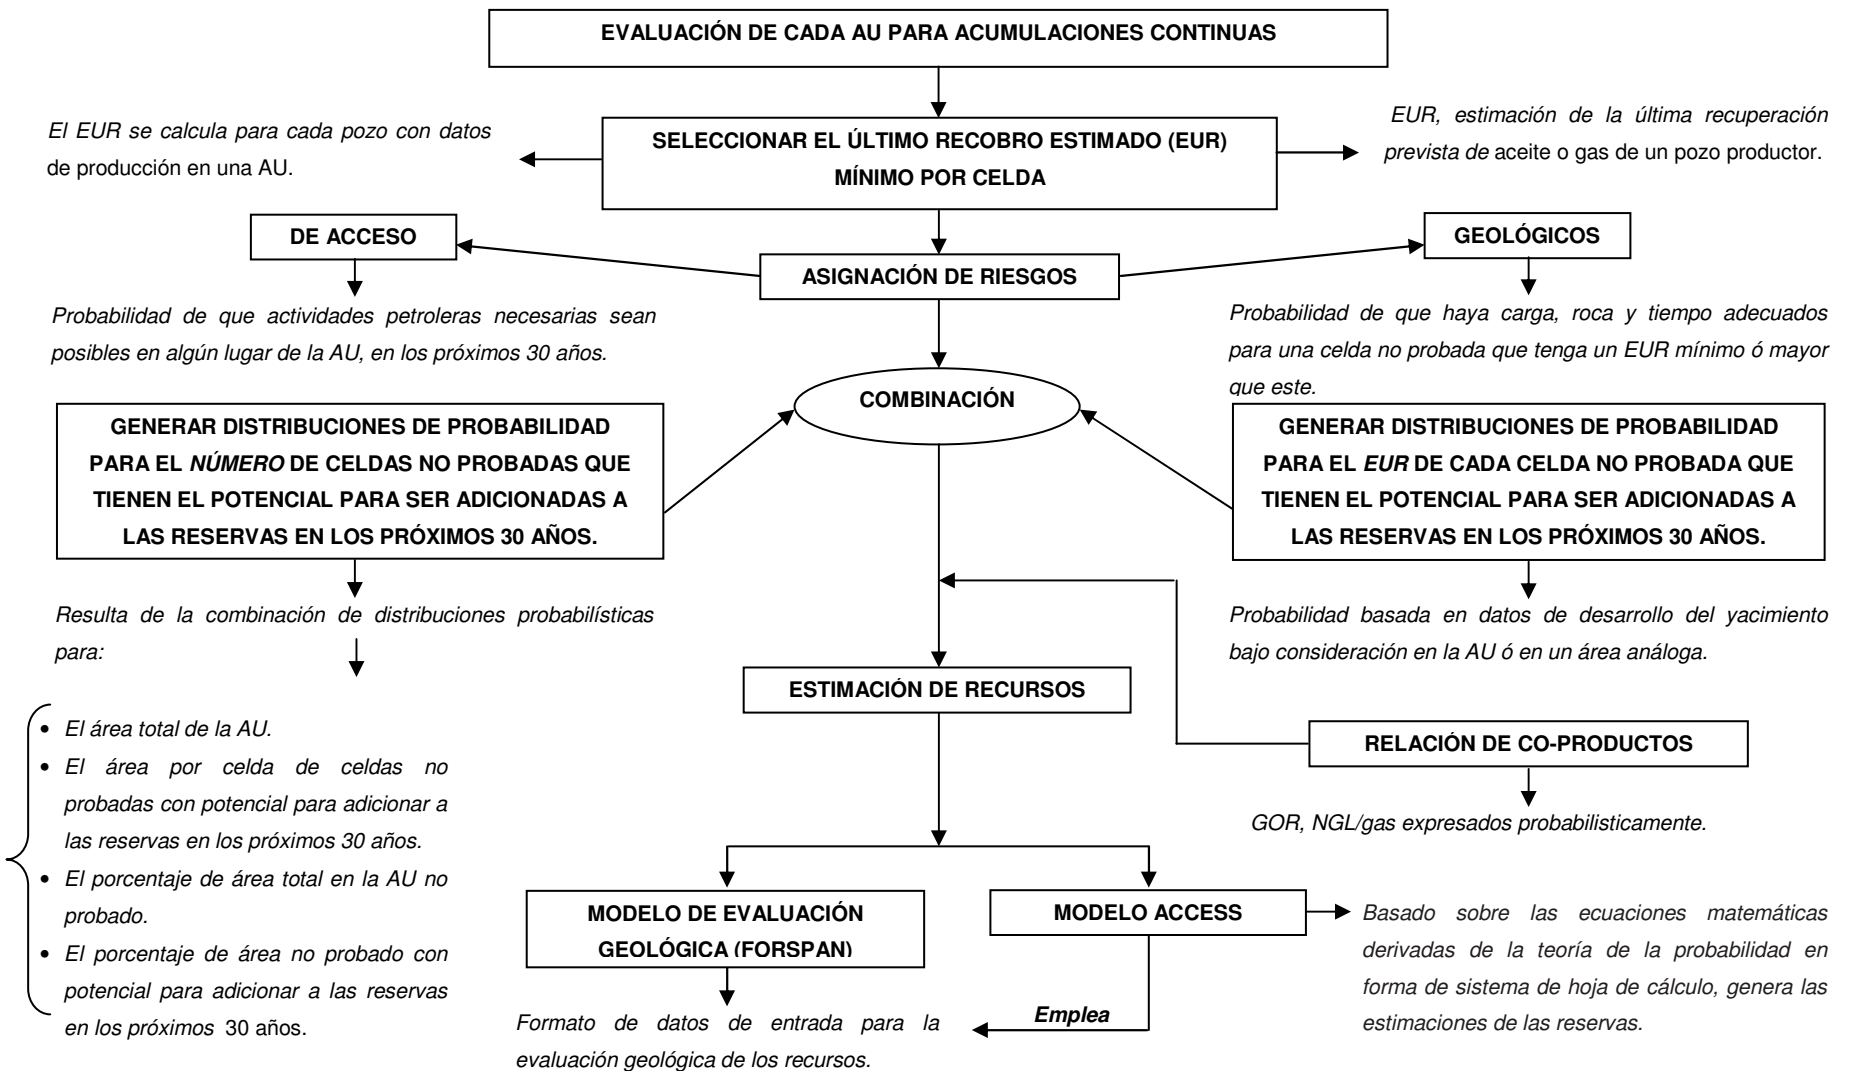 EVALUACIÓN DE CADA AU PARA ACUMULACIONES CONTINUAS
El EUR se calcula para cada pozo con datos
de producción en una AU.
SELECCIONAR EL ÚLTIMO RECOBRO ESTIMADO (EUR)
MÍNIMO POR CELDA
EUR, estimación de la última recuperación
prevista de aceite o gas de un pozo productor.
DE ACCESO
ASIGNACIÓN DE RIESGOS
GEOLÓGICOS
Probabilidad de que actividades petroleras necesarias sean
posibles en algún lugar de la AU, en los próximos 30 años.
Probabilidad de que haya carga, roca y tiempo adecuados
para una celda no probada que tenga un EUR mínimo ó mayor
que este.
COMBINACIÓN
GENERAR DISTRIBUCIONES DE PROBABILIDAD
PARA EL NÚMERO DE CELDAS NO PROBADAS QUE
TIENEN EL POTENCIAL PARA SER ADICIONADAS A
LAS RESERVAS EN LOS PRÓXIMOS 30 AÑOS.
GENERAR DISTRIBUCIONES DE PROBABILIDAD
PARA EL EUR DE CADA CELDA NO PROBADA QUE
TIENEN EL POTENCIAL PARA SER ADICIONADAS A
LAS RESERVAS EN LOS PRÓXIMOS 30 AÑOS.
Resulta de la combinación de distribuciones probabilísticas
para:
Probabilidad basada en datos de desarrollo del yacimiento
bajo consideración en la AU ó en un área análoga.
ESTIMACIÓN DE RECURSOS
• El área total de la AU.
• El área por celda de celdas no
probadas con potencial para adicionar a
las reservas en los próximos 30 años.
• El porcentaje de área total en la AU no
probado.
• El porcentaje de área no probado con
potencial para adicionar a las reservas
en los próximos 30 años.
RELACIÓN DE CO-PRODUCTOS
GOR, NGL/gas expresados probabilisticamente.
MODELO DE EVALUACIÓN
GEOLÓGICA (FORSPAN)
MODELO ACCESS
Basado sobre las ecuaciones matemáticas
derivadas de la teoría de la probabilidad en
forma de sistema de hoja de cálculo, genera las
estimaciones de las reservas.
Emplea
Formato de datos de entrada para la
evaluación geológica de los recursos.